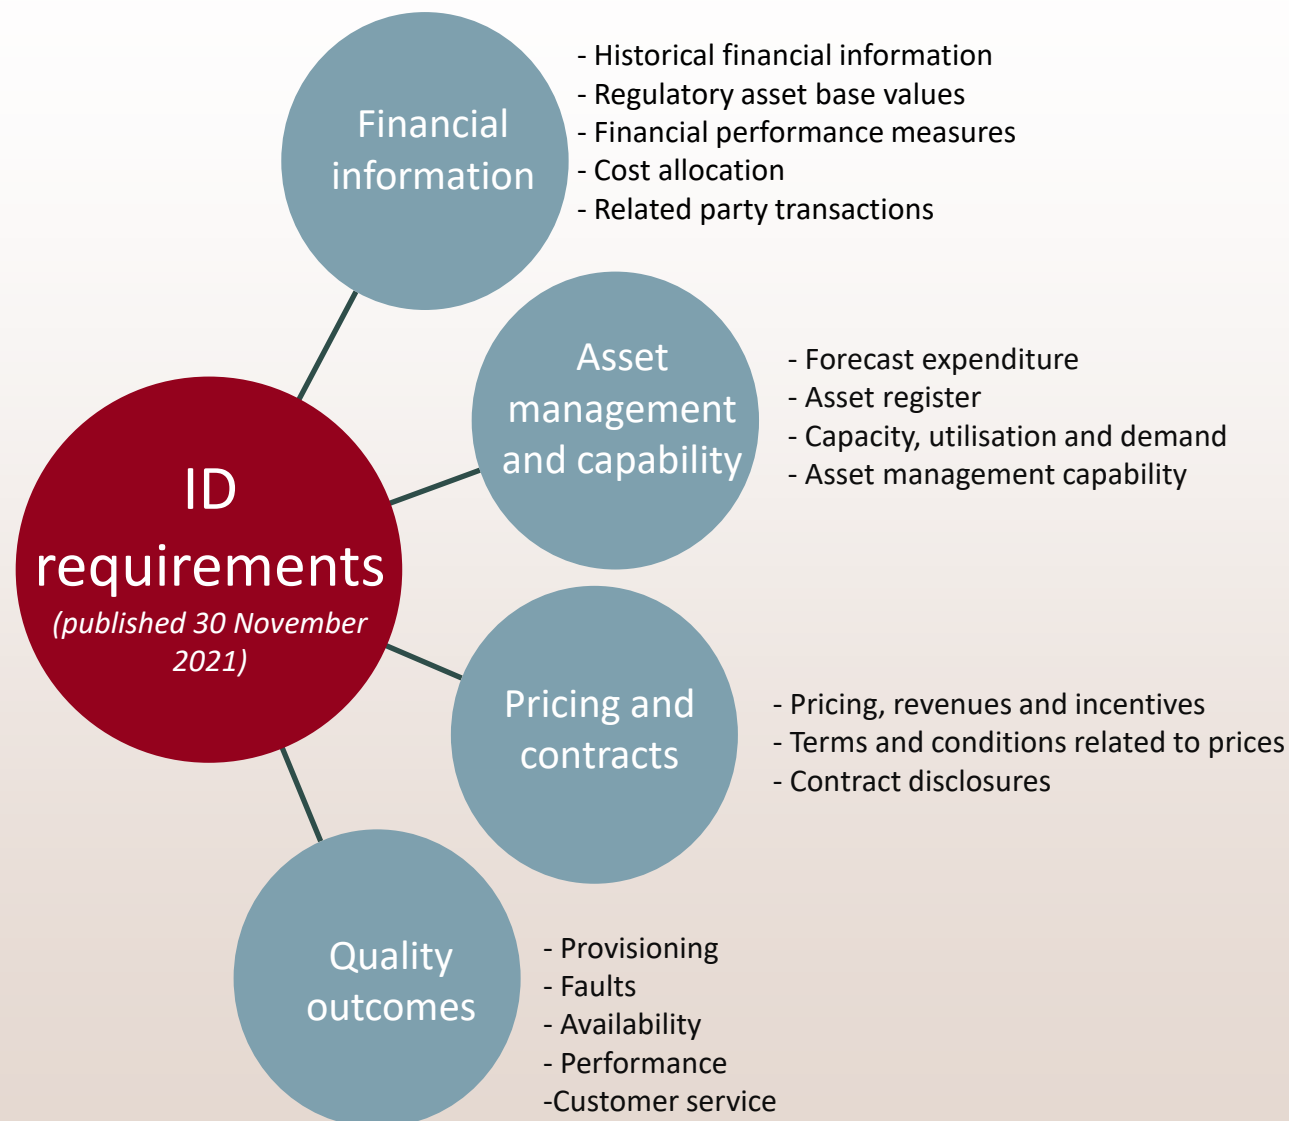 Financial
information
- Historical financial information
- Regulatory asset base values
- Financial performance measures
- Cost allocation
- Related party transactions
Asset
management
and capability
- Forecast expenditure
- Asset register
- Capacity, utilisation and demand
- Asset management capability
ID
requirements
(published 30 November
2021)
Pricing and
contracts
- Pricing, revenues and incentives
- Terms and conditions related to prices
- Contract disclosures
Quality
outcomes
- Provisioning
- Faults
- Availability
- Performance
-Customer service